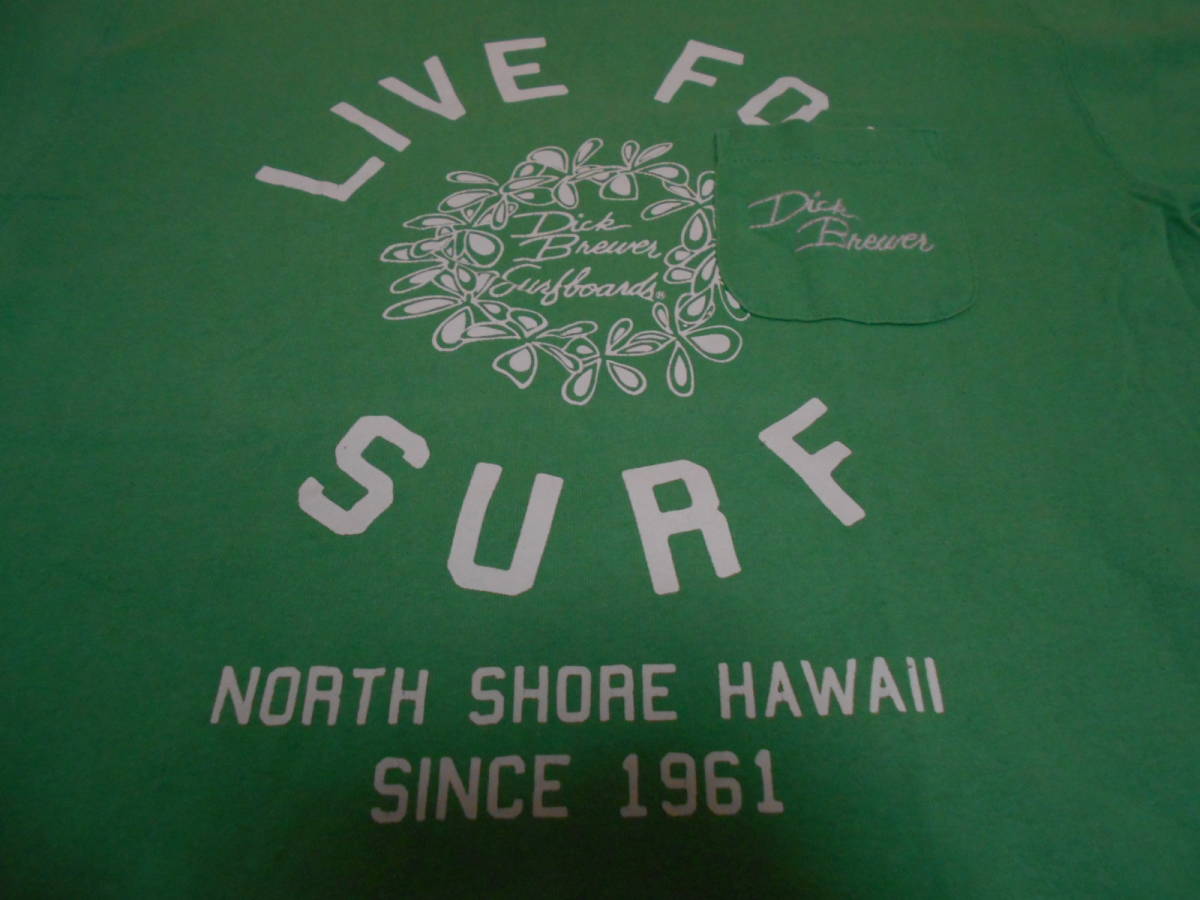 LIVE FO
Dick
Brewer
Surfboards®
Dick
Brewer
SURF
NORTH SHORE HAWAII
SINCE 1961